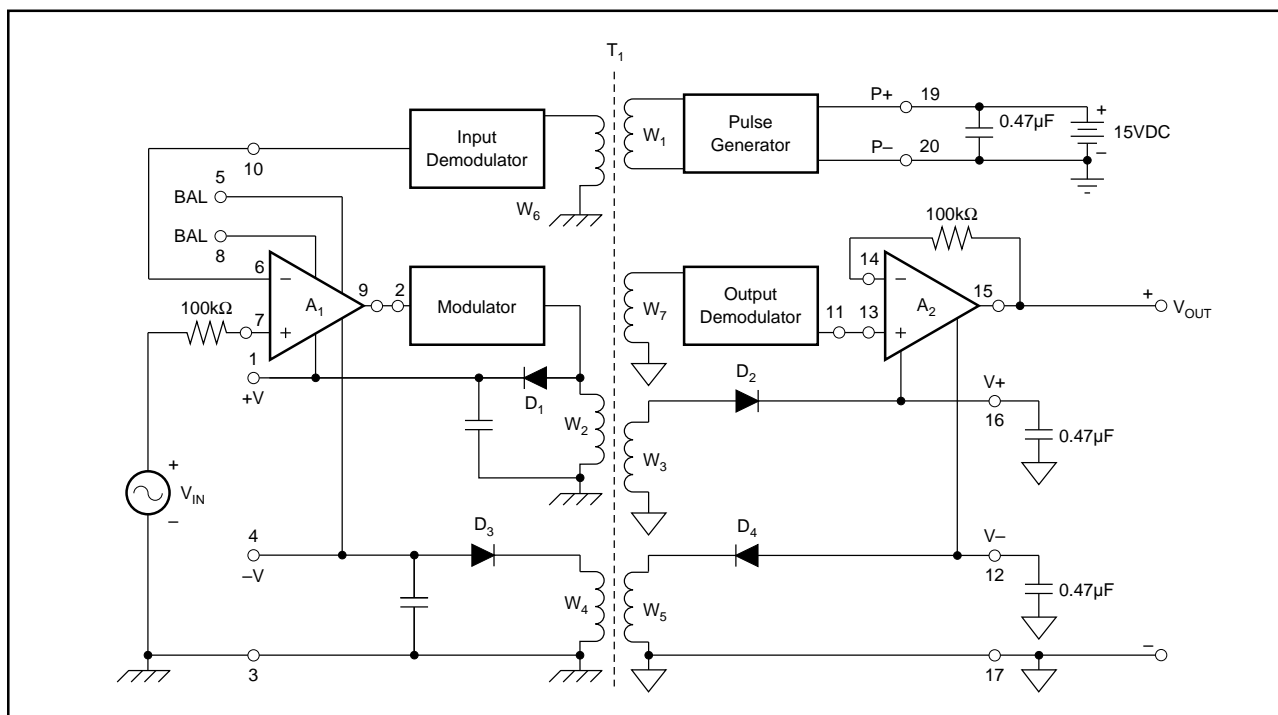 T1
P+ 19
0.47µF
+
15VDC
–
P– 20
Input
Demodulator
W6
W1
Pulse
Generator
10
5
BAL
BAL
8
6
–
A1
9 2
Modulator
100kΩ
7
+
1
+V
D1
W2
100kΩ
14
–
A2
15
+
VOUT
W7
Output
Demodulator
11 13
+
D2
V+
16
0.47µF
W3
+
VIN
–
D3
4
–V
W4
D4
V–
12
0.47µF
W5
3
17
–